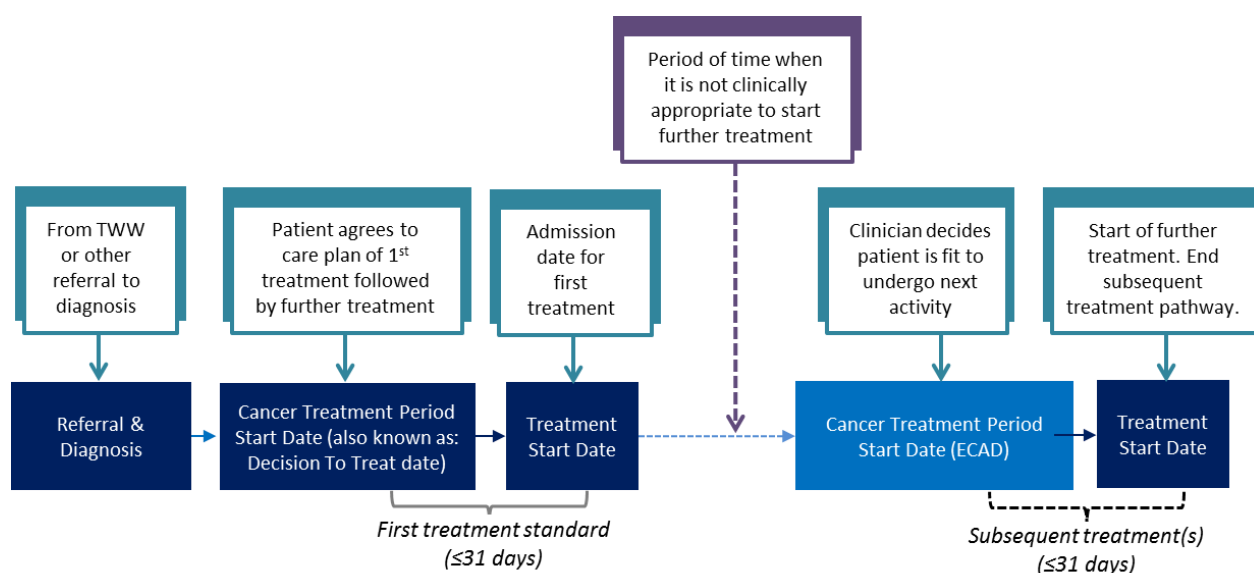 Period of time when
it is not clinically
appropriate to start
further treatment
From TWW
or other
referral to
diagnosis
Patient agrees to
care plan of 1st
treatment followed
by further treatment
Admission
date for
first
treatment
Clinician decides
patient is fit to
undergo next
activity
Start of further
treatment. End
subsequent
treatment pathway.
Referral &
Diagnosis
Cancer Treatment Period
Start Date (also known as:
Decision To Treat date)
Treatment
Start Date
Cancer Treatment Period
Start Date (ECAD)
Treatment
Start Date
First treatment standard
(≤31 days)
Subsequent treatment(s)
(≤31 days)